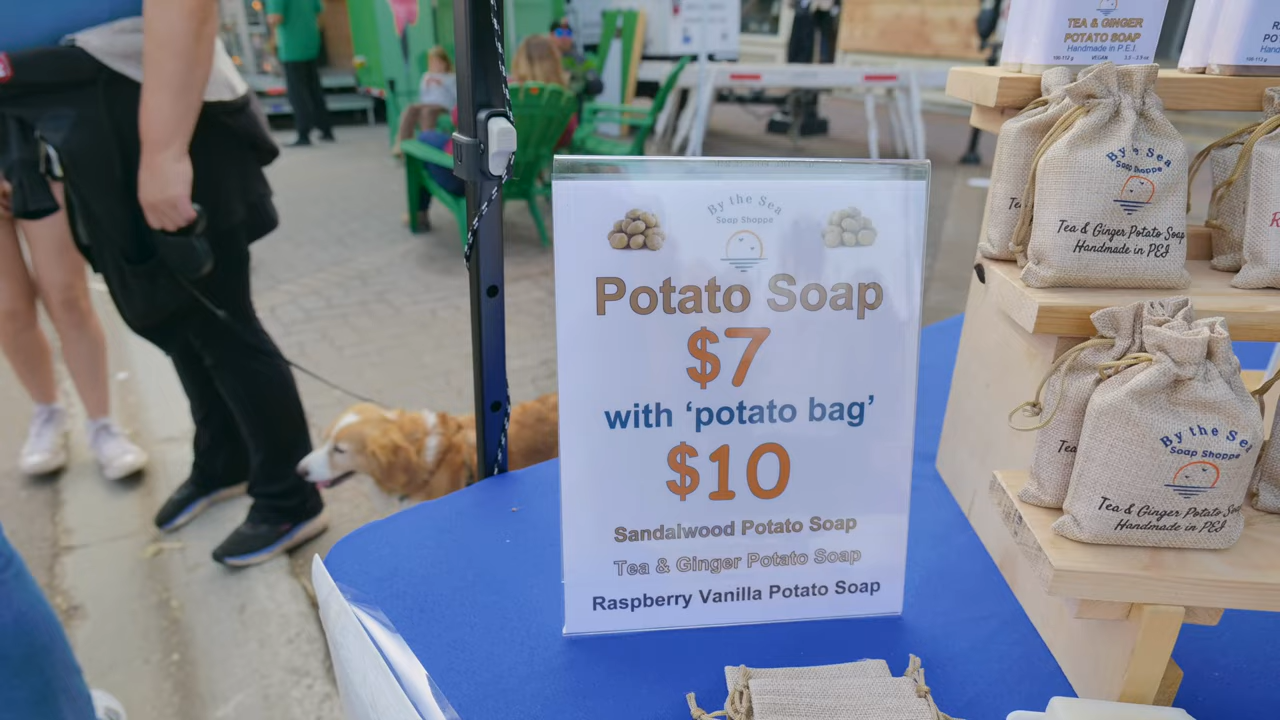 By the Sea
Soap Shoppe
Potato Soap
$7
with ‘potato bag’
$10
Sandalwood Potato Soap
Tea & Ginger Potato Soap
Raspberry Vanilla Potato Soap
TEA & GINGER
POTATO SOAP
Handmade in P.E.I.
VEGAN
By the Sea
Soap Shoppe
Tea & Ginger Potato Soap
Handmade in PEI
By the Sea
Soap Shoppe
Tea & Ginger Potato Soap
Handmade in PEI